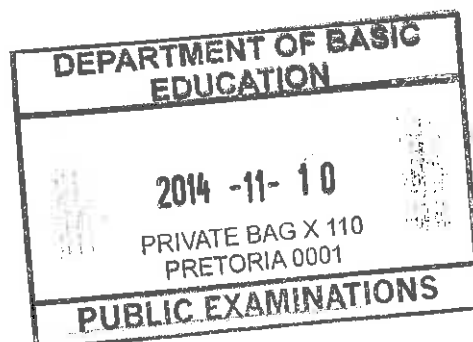 DEPARTMENT OF BASIC
EDUCATION
2014 -11- 10
PRIVATE BAG X 110
PRETORIA 0001
PUBLIC EXAMINATIONS